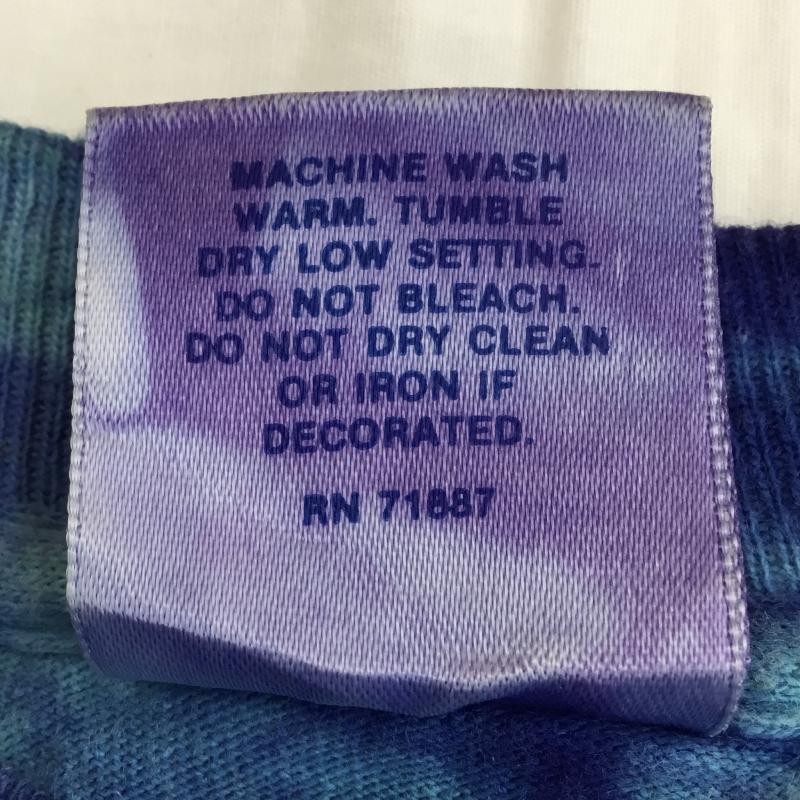 MACHINE WASH
WARM. TUMBLE
DRY LOW SETTING.
DO NOT BLEACH.
DO NOT DRY CLEAN
OR IRON IF
DECORATED.
RN 71887